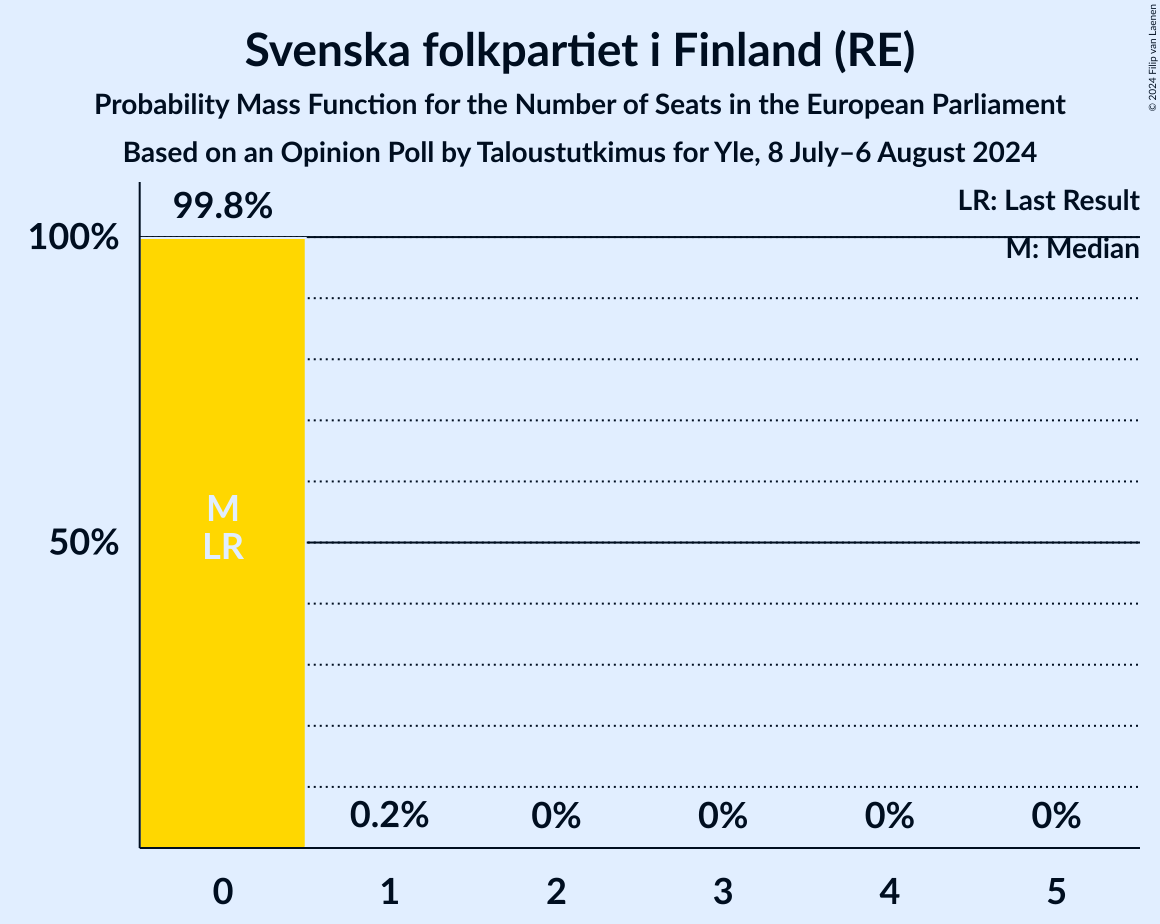 Svenska folkpartiet i Finland (RE)
Probability Mass Function for the Number of Seats in the European Parliament
Based on an Opinion Poll by Taloustutkimus for Yle, 8 July–6 August 2024
© 2024 Filip van Laenen
LR: Last Result
M: Median
99.8%
100%
M
LR
50%
0.2%
0%
0%
0%
0%
0
1
2
3
4
5